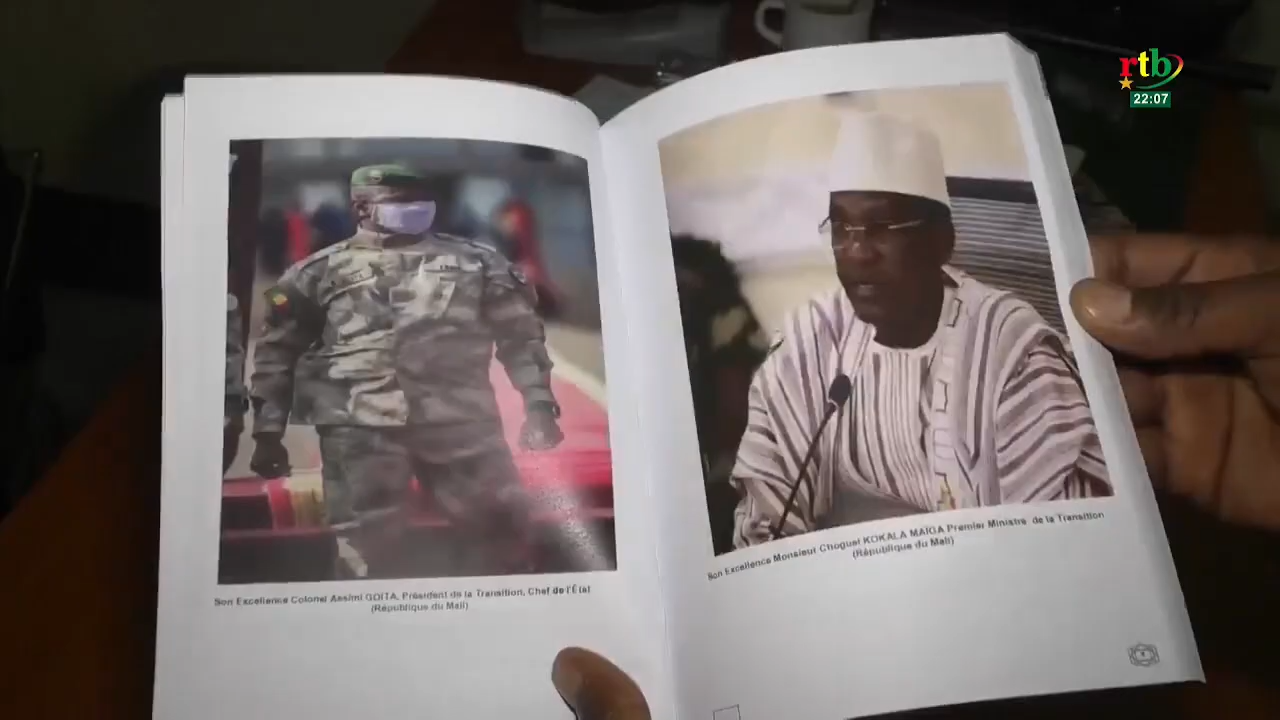 rtb
22:07
Son Excellence Colonel Assimi GOÏTA, Président de la Transition, Chef de l'État
(République du Mali)
Son Excellence Monsieur Choguel KOKALA MAÏGA Premier Ministre de la Transition
(République du Mali)